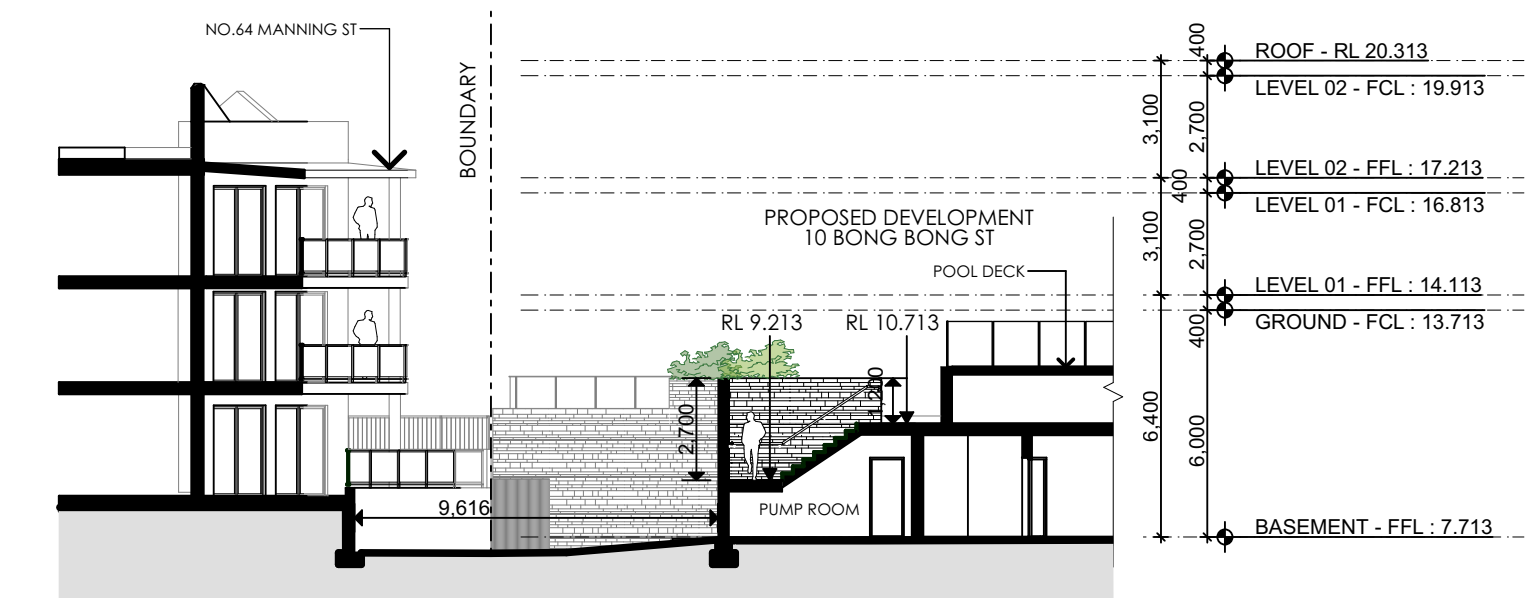 NO.64 MANNING ST
BOUNDARY
PROPOSED DEVELOPMENT
10 BONG BONG ST
POOL DECK
RL 9.213
RL 10.713
2,700
1,200
9,616
PUMP ROOM
3,100
3,100
6,400
400
2,700
400
2,700
400
6,000
ROOF - RL 20.313
LEVEL 02 - FCL : 19.913
LEVEL 02 - FFL : 17.213
LEVEL 01 - FCL : 16.813
LEVEL 01 - FFL : 14.113
GROUND - FCL : 13.713
BASEMENT - FFL : 7.713